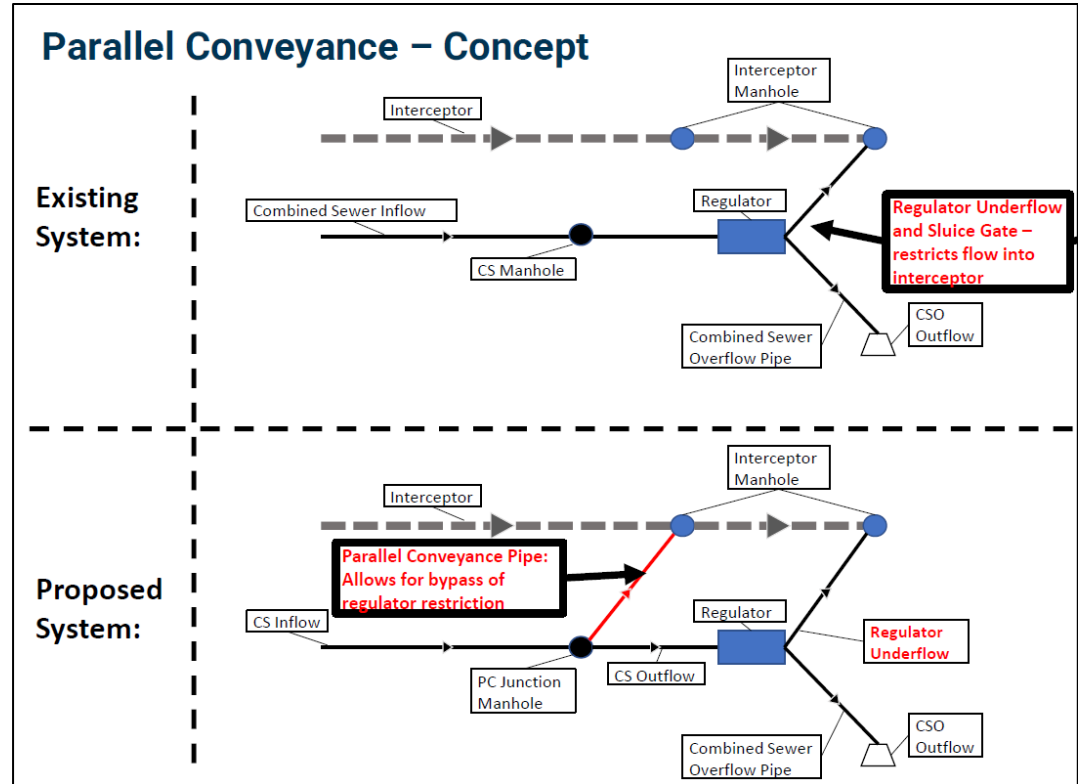 Parallel Conveyance – Concept
Interceptor
Manhole
Interceptor
Existing
System:
Combined Sewer Inflow
CS Manhole
Regulator
Regulator Underflow
and Sluice Gate –
restricts flow into
interceptor
Combined Sewer
Overflow Pipe
CSO
Outflow
Interceptor
Manhole
Interceptor
Parallel Conveyance Pipe:
Allows for bypass of
regulator restriction
Proposed
System:
CS Inflow
PC Junction
Manhole
CS Outflow
Regulator
Regulator
Underflow
Combined Sewer
Overflow Pipe
CSO
Outflow